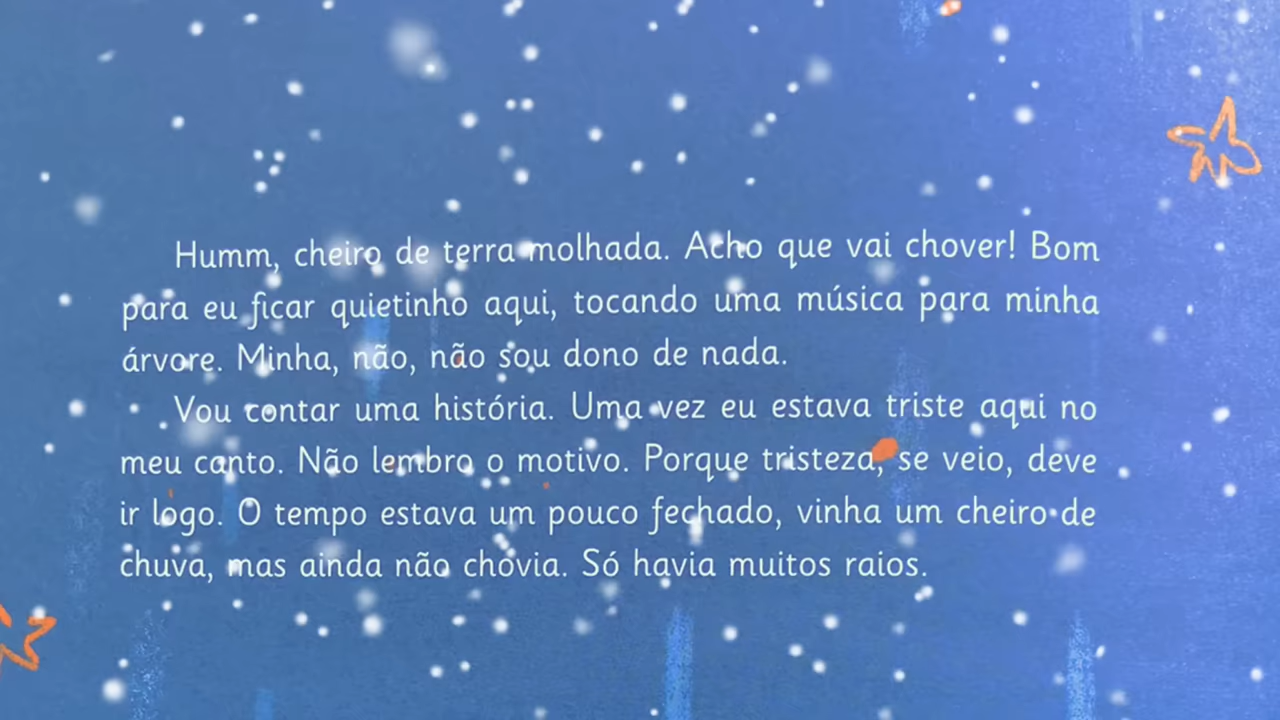 Humm, cheiro de terra molhada. Acho que vai chover! Bom
para eu ficar quietinho aqui, tocando uma música para minha
árvore. Minha, não, não sou dono de nada.
Vou contar uma história. Uma vez eu estava triste aqui no
meu canto. Não lembro o motivo. Porque tristeza, se veio, deve
ir logo. O tempo estava um pouco fechado, vinha um cheiro de
chuva, mas ainda não chovia. Só havia muitos raios.